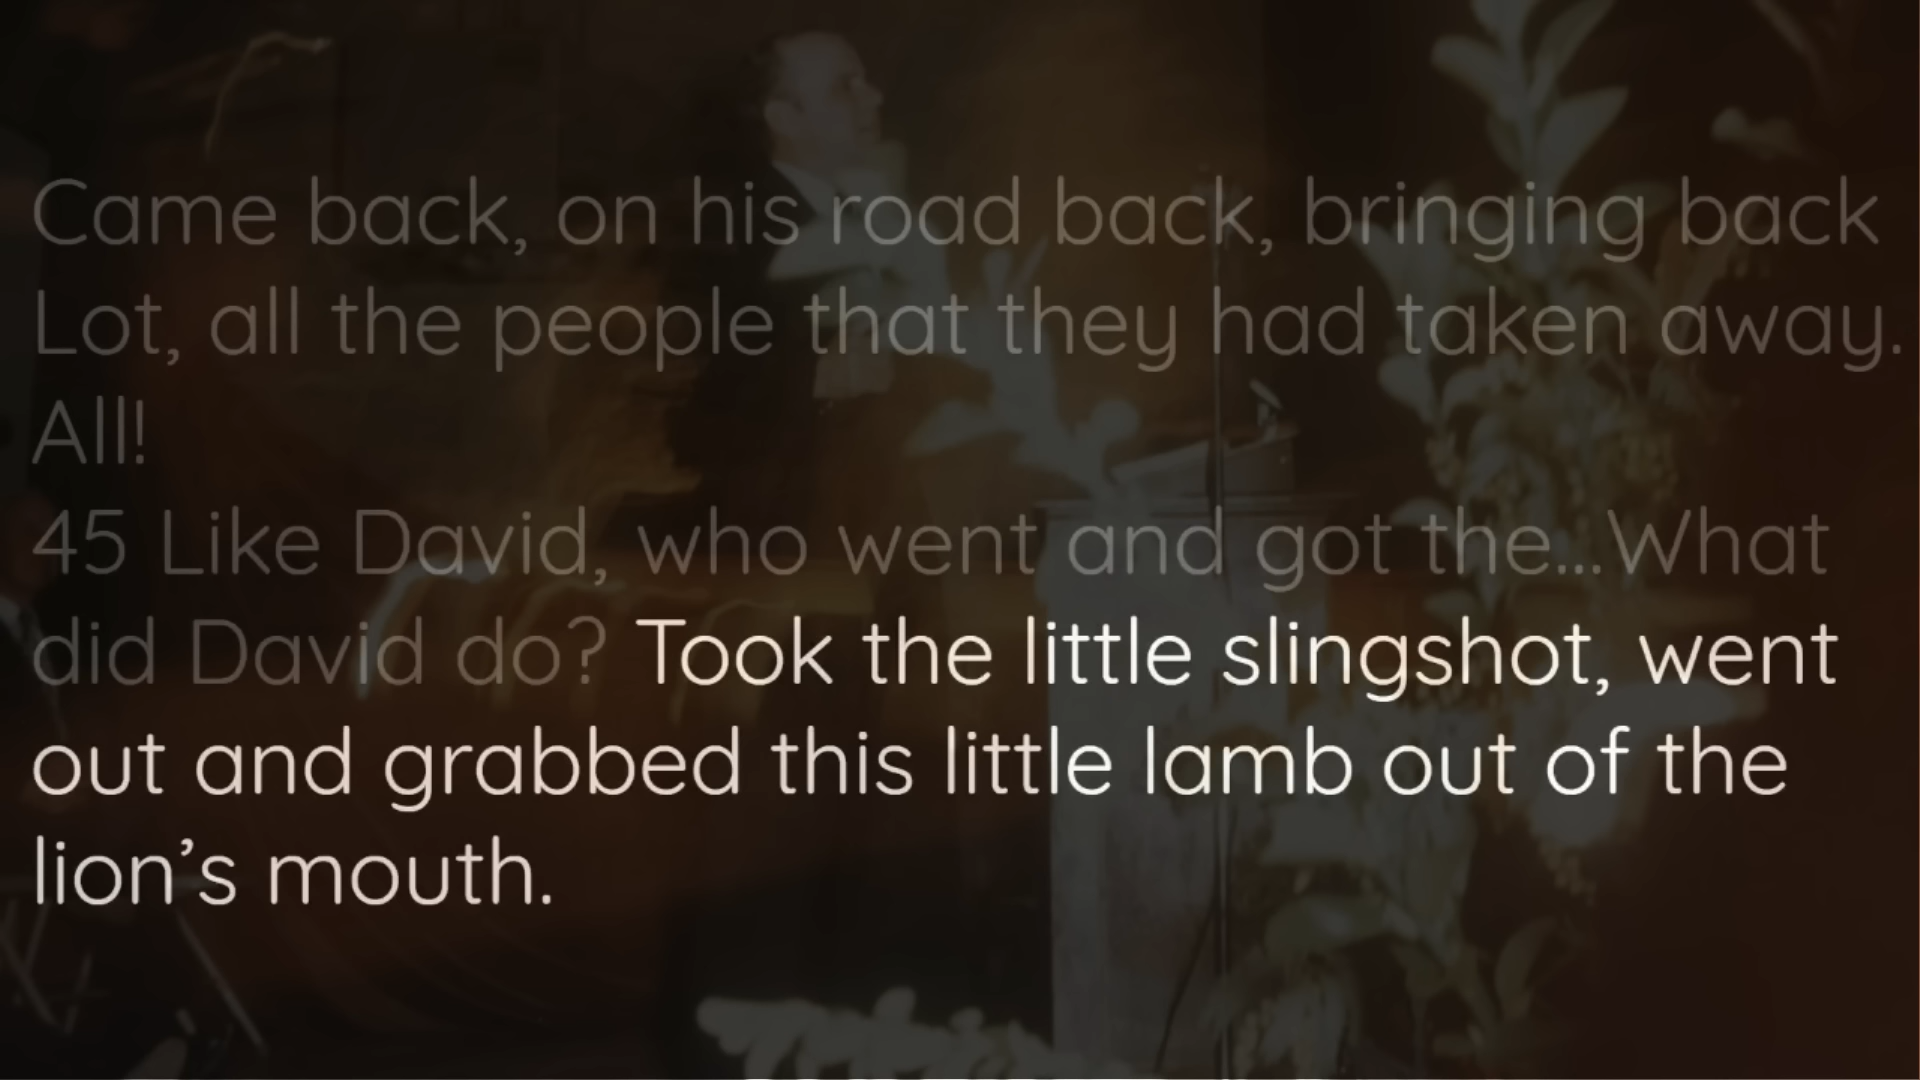 Came back, on his road back, bringing back
Lot, all the people that they had taken away.
All!
45 Like David, who went and got the...What
did David do? Took the little slingshot, went
out and grabbed this little lamb out of the
lion’s mouth.